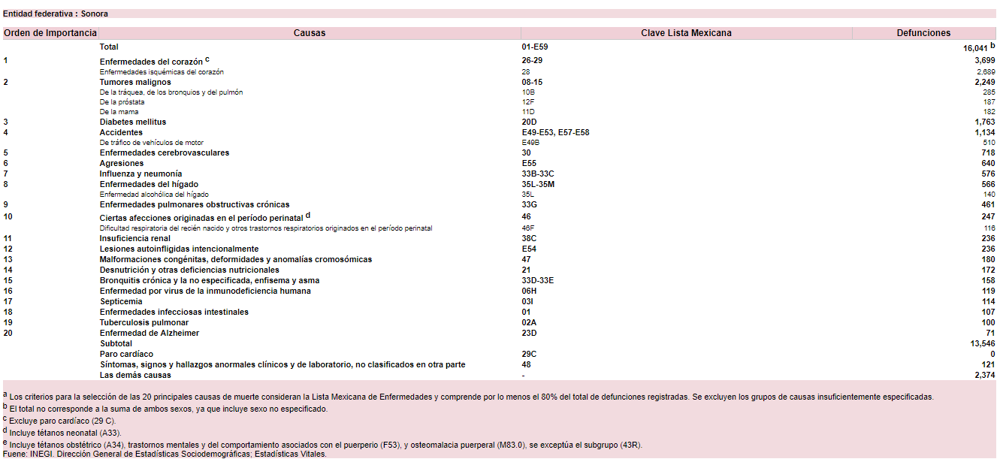 Entidad federativa : Sonora
Orden de Importancia Causas Clave Lista Mexicana Defunciones
Total 01-E59 16,041 b
1 Enfermedades del corazón c 26-29 3,699
Enfermedades isquémicas del corazón 28 2,689
2 Tumores malignos 08-15 2,249
De la tráquea, de los bronquios y del pulmón 10B 285
De la próstata 12F 187
De la mama 11D 182
3 Diabetes mellitus 20D 1,763
4 Accidentes E49-E53, E57-E58 1,134
De tráfico de vehículos de motor E49B 510
5 Enfermedades cerebrovasculares 30 718
6 Agresiones E55 640
7 Influenza y neumonía 33B-33C 576
8 Enfermedades del hígado 35L-35M 566
Enfermedad alcohólica del hígado 35L 140
9 Enfermedades pulmonares obstructivas crónicas 33G 461
10 Ciertas afecciones originadas en el período perinatal d 46 247
Dificultad respiratoria del recién nacido y otros trastornos respiratorios originados en el período perinatal 46F 116
11 Insuficiencia renal 38C 236
12 Lesiones autoinfligidas intencionalmente E54 236
13 Malformaciones congénitas, deformidades y anomalías cromosómicas 47 180
14 Desnutrición y otras deficiencias nutricionales 21 172
15 Bronquitis crónica y la no especificada, enfisema y asma 33D-33E 158
16 Enfermedad por virus de la inmunodeficiencia humana 06H 119
17 Septicemia 03I 114
18 Enfermedades infecciosas intestinales 01 107
19 Tuberculosis pulmonar 02A 100
20 Enfermedad de Alzheimer 23D 71
Subtotal 13,546
Paro cardíaco 29C 0
Síntomas, signos y hallazgos anormales clínicos y de laboratorio, no clasificados en otra parte 48 121
Las demás causas - 2,374
a Los criterios para la selección de las 20 principales causas de muerte consideran la Lista Mexicana de Enfermedades y comprende por lo menos el 80% del total de defunciones registradas. Se excluyen los grupos de causas insuficientemente especificadas.
b El total no corresponde a la suma de ambos sexos, ya que incluye sexo no especificado.
c Excluye paro cardíaco (29 C).
d Incluye tétanos neonatal (A33).
e Incluye tétanos obstétrico (A34), trastornos mentales y del comportamiento asociados con el puerperio (F53), y osteomalacia puerperal (M83.0), se exceptúa el subgrupo (43R).
Fuene: INEGI. Dirección General de Estadísticas Sociodemográficas; Estadísticas Vitales.